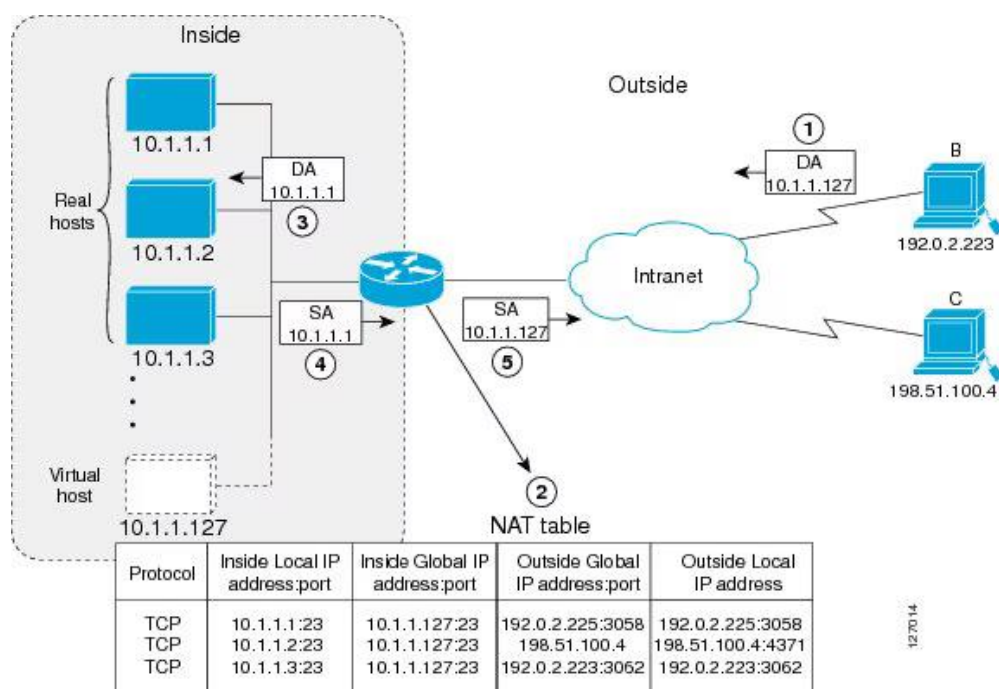 Inside
Outside
10.1.1.1
DA
10.1.1.1
3
1
DA
10.1.1.127
B
192.0.2.223
Real
hosts
10.1.1.2
Intranet
10.1.1.3
SA
10.1.1.1
4
SA
10.1.1.127
5
C
198.51.100.4
Virtual
host
10.1.1.127
2
NAT table
Protocol Inside Local IP address:port Inside Global IP address:port Outside Global IP address:port Outside Local IP address
TCP 10.1.1.1:23 10.1.1.127:23 192.0.2.225:3058 192.0.2.225:3058
TCP 10.1.1.2:23 10.1.1.127:23 198.51.100.4 198.51.100.4:4371
TCP 10.1.1.3:23 10.1.1.127:23 192.0.2.223:3062 192.0.2.223:3062
127014